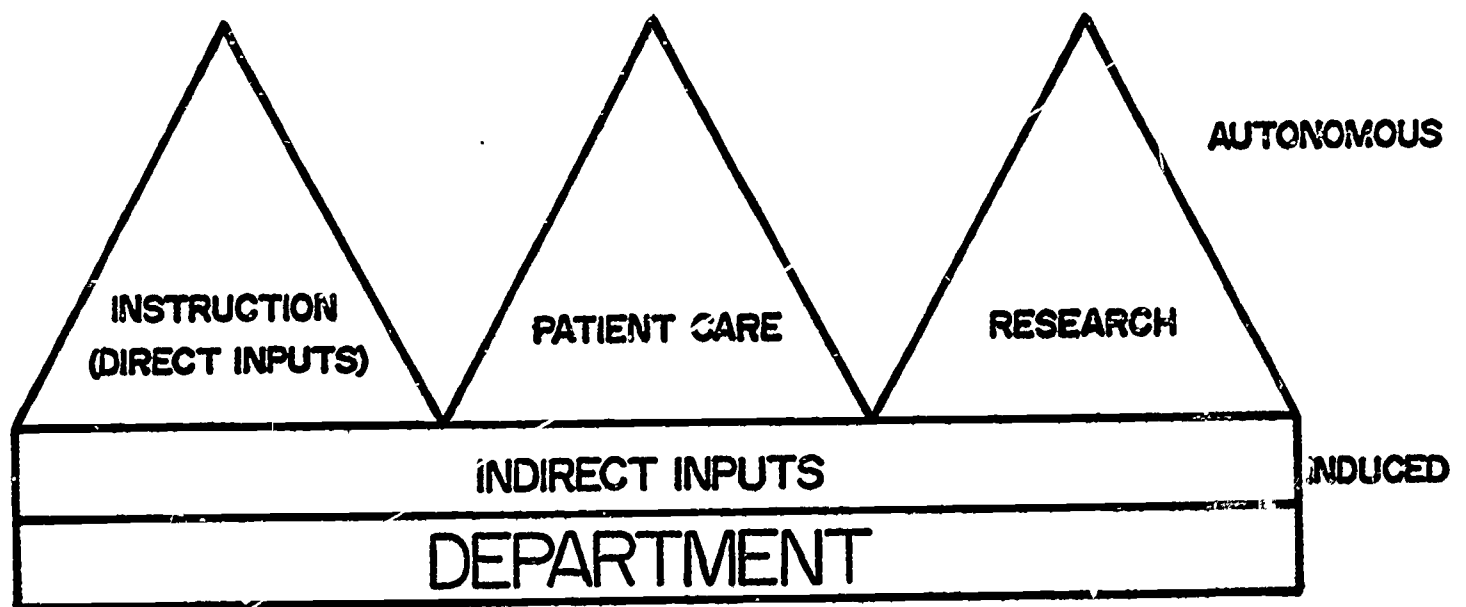 AUTONOMOUS
INSTRUCTION
(DIRECT INPUTS)
PATIENT CARE
RESEARCH
INDIRECT INPUTS
INDUCED
DEPARTMENT